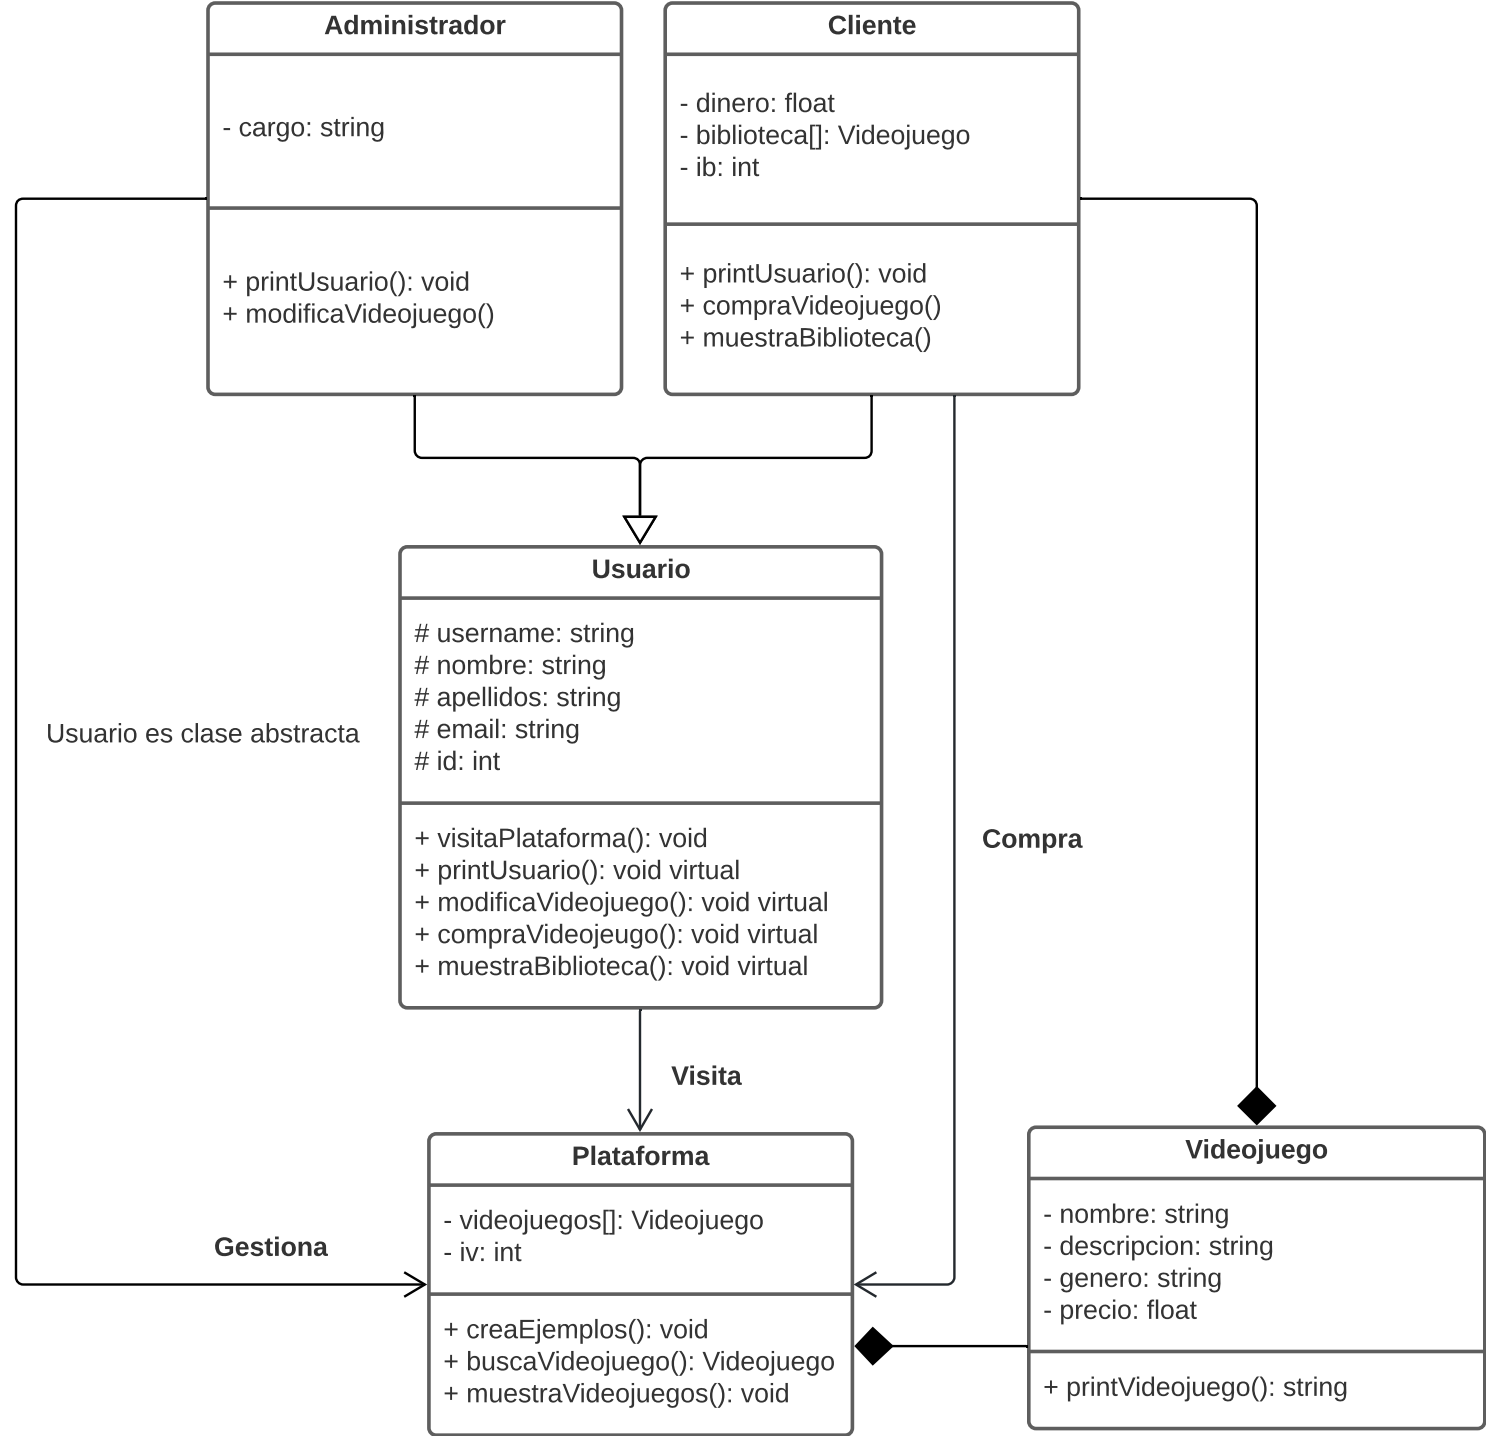 Administrador
- cargo: string
+ printUsuario(): void
+ modificaVideojuego()
Cliente
- dinero: float
- biblioteca[]: Videojuego
- ib: int
+ printUsuario(): void
+ compraVideojuego()
+ muestraBiblioteca()
Usuario
# username: string
# nombre: string
# apellidos: string
# email: string
# id: int
+ visitaPlataforma(): void
+ printUsuario(): void virtual
+ modificaVideojuego(): void virtual
+ compraVideojeugo(): void virtual
+ muestraBiblioteca(): void virtual
Usuario es clase abstracta
Compra
Visita
Gestiona
Plataforma
- videojuegos[]: Videojuego
- iv: int
+ creaEjemplos(): void
+ buscaVideojuego(): Videojuego
+ muestraVideojuegos(): void
Videojuego
- nombre: string
- descripcion: string
- genero: string
- precio: float
+ printVideojuego(): string